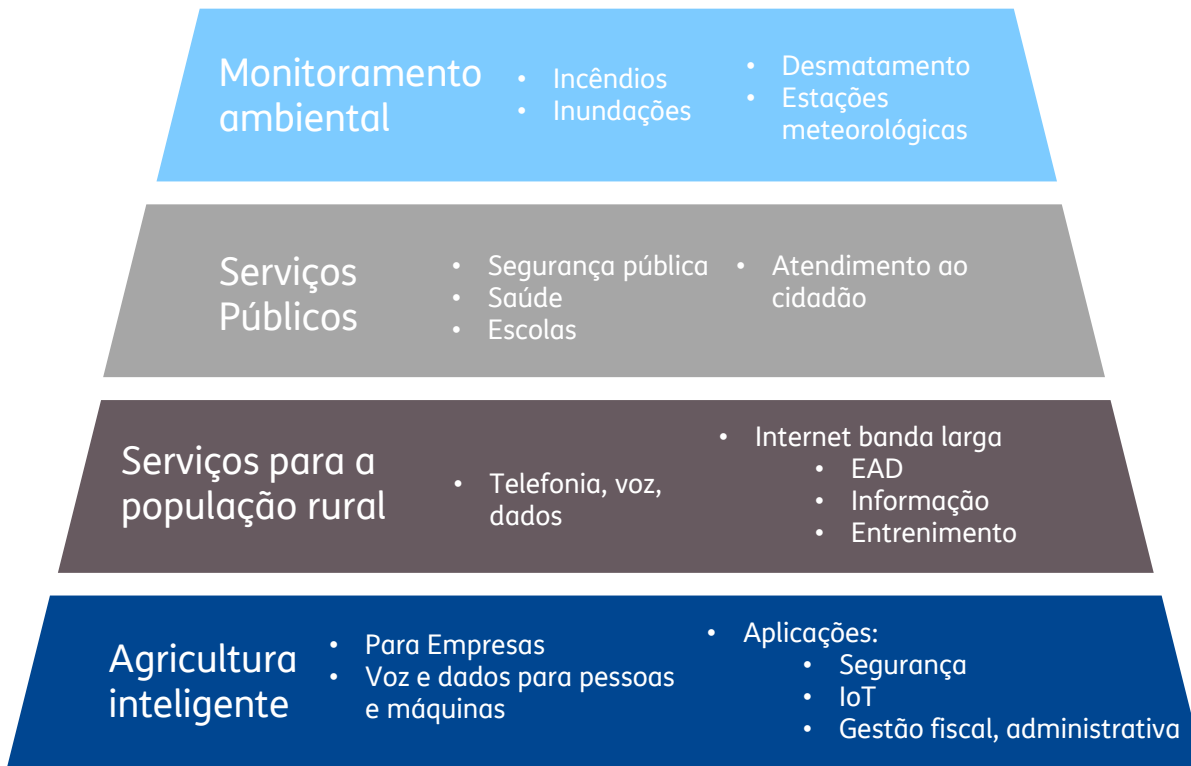 Monitoramento
ambiental
• Incêndios
• Inundações
• Desmatamento
• Estações
meteorológicas
Serviços
Públicos
• Segurança pública
• Saúde
• Escolas
• Atendimento ao
cidadão
Serviços para a
população rural
• Telefonia, voz,
dados
• Internet banda larga
• EAD
• Informação
• Entrenimento
Agricultura
inteligente
• Para Empresas
• Voz e dados para pessoas
e máquinas
• Aplicações:
• Segurança
• IoT
• Gestão fiscal, administrativa